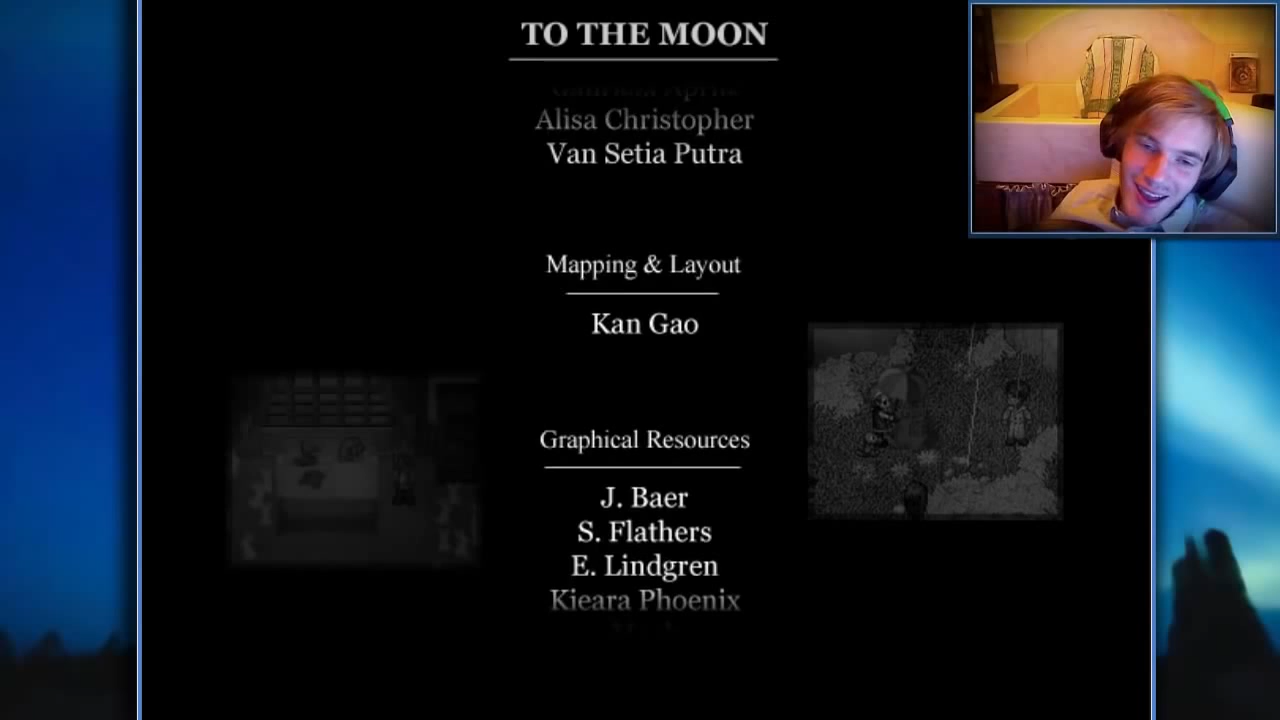 TO THE MOON
Alisa Christopher
Van Setia Putra
Mapping & Layout
Kan Gao
Graphical Resources
J. Baer
S. Flathers
E. Lindgren
Kieara Phoenix